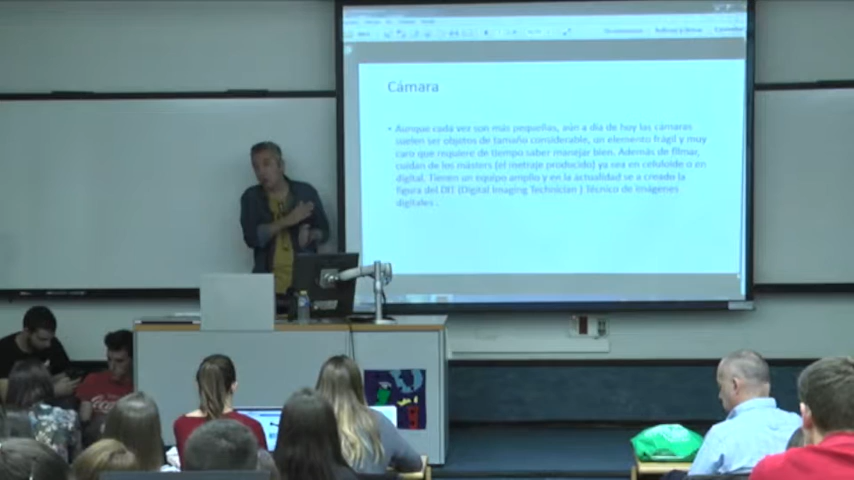 Cámara
• Aunque cada vez son más pequeñas, aún a día de hoy las cámaras
suelen ser objetos de tamaño considerable, un elemento frágil y muy
caro que requiere de tiempo saber manejar bien. Además de filmar,
cuidan de los másters (el metraje producido) ya sea en celuloide o en
digital. Tienen un equipo amplio y en la actualidad se a creado la
figura del DIT (Digital Imaging Technician ) Técnico de imágenes
digitales .